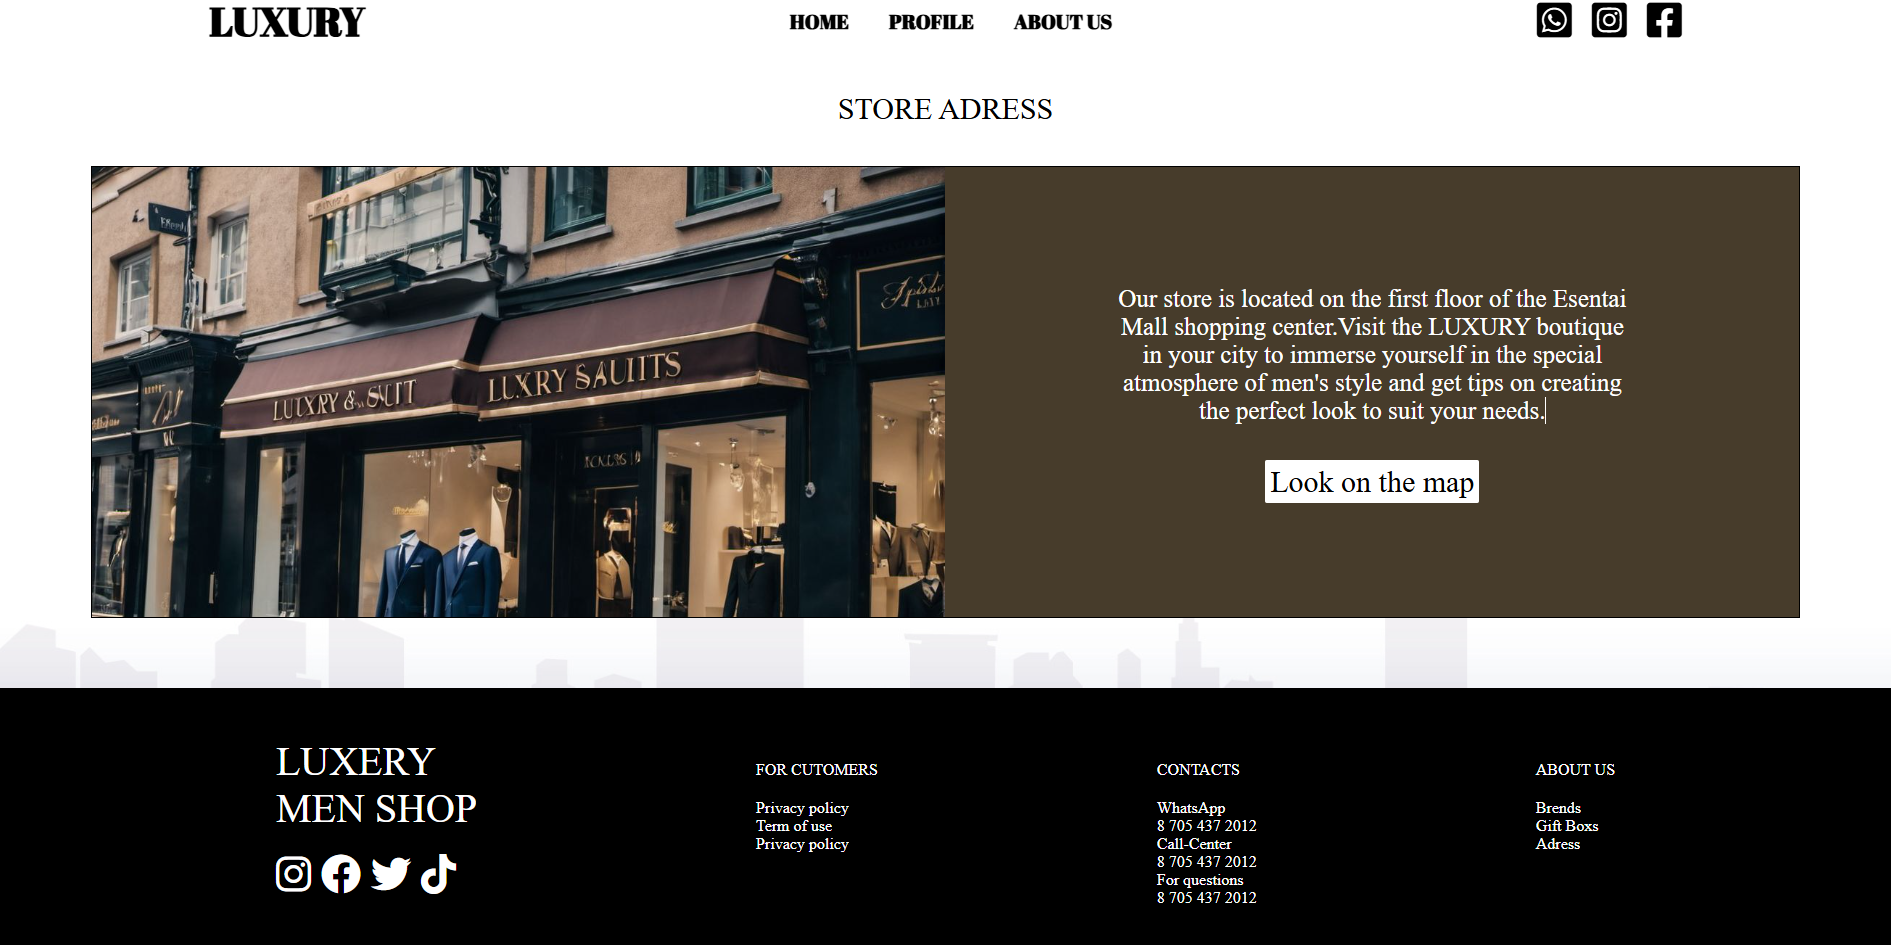 LUXURY
HOME PROFILE ABOUT US
STORE ADRESS
LUXRY SAUITS
Our store is located on the first floor of the Esentai
Mall shopping center.Visit the LUXURY boutique
in your city to immerse yourself in the special
atmosphere of men's style and get tips on creating
the perfect look to suit your needs.
Look on the map
LUXERY
MEN SHOP
FOR CUTOMERS
Privacy policy
Term of use
Privacy policy
CONTACTS
WhatsApp
8 705 437 2012
Call-Center
8 705 437 2012
For questions
8 705 437 2012
ABOUT US
Brends
Gift Boxs
Adress